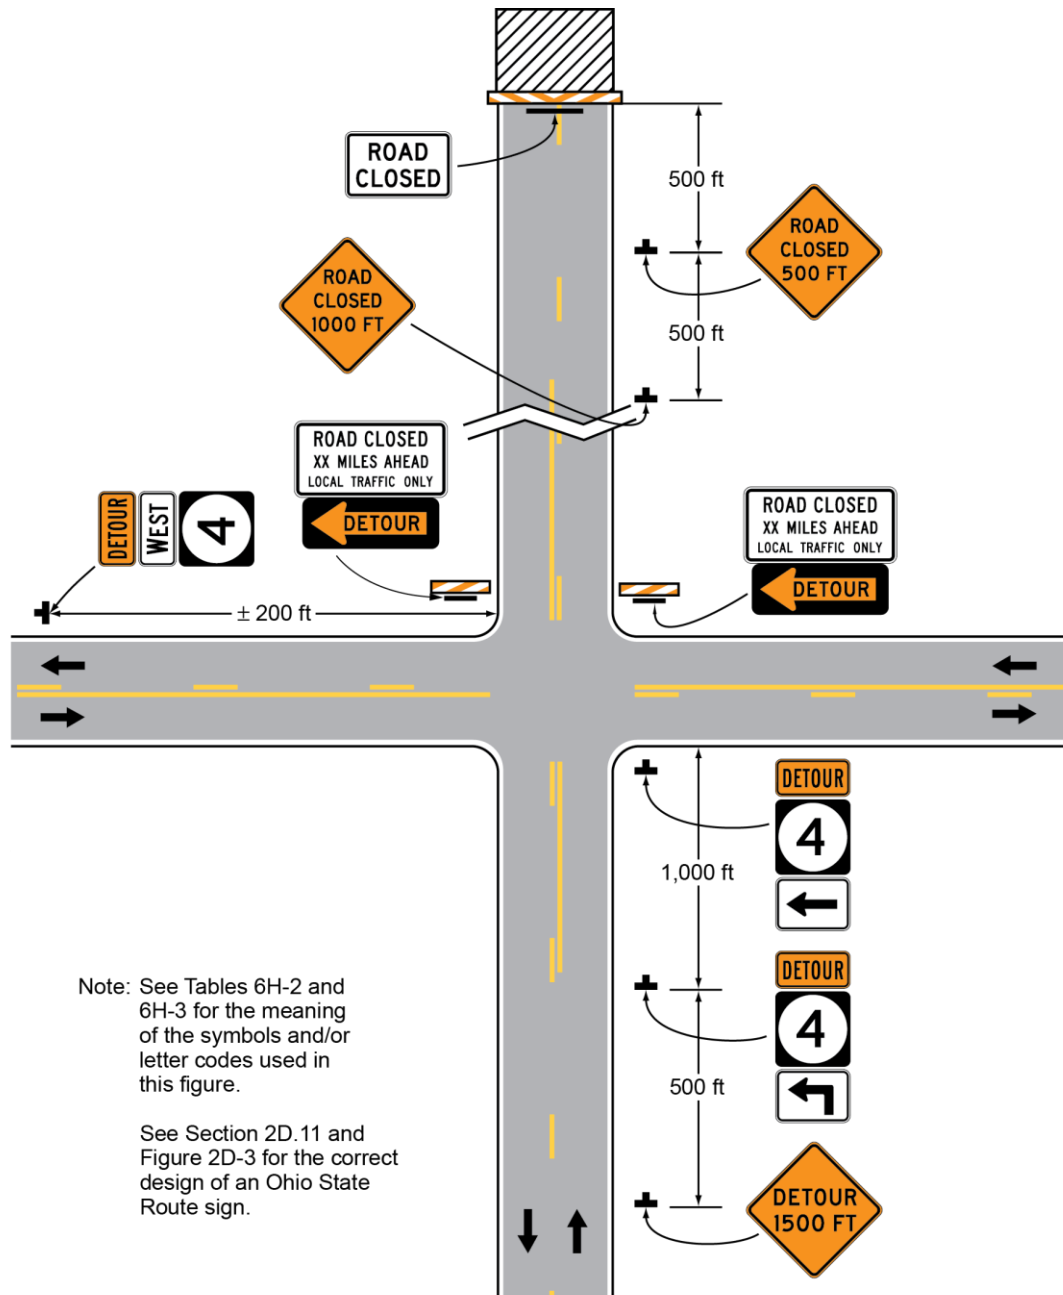 ROAD
CLOSED
500 ft
ROAD
CLOSED
500 FT
ROAD
CLOSED
1000 FT
500 ft
ROAD CLOSED
XX MILES AHEAD
LOCAL TRAFFIC ONLY
DETOUR
DETOUR
WEST
4
ROAD CLOSED
XX MILES AHEAD
LOCAL TRAFFIC ONLY
DETOUR
± 200 ft
DETOUR
4
1,000 ft
DETOUR
4
500 ft
DETOUR
1500 FT
Note: See Tables 6H-2 and
6H-3 for the meaning
of the symbols and/or
letter codes used in
this figure.
See Section 2D.11 and
Figure 2D-3 for the correct
design of an Ohio State
Route sign.